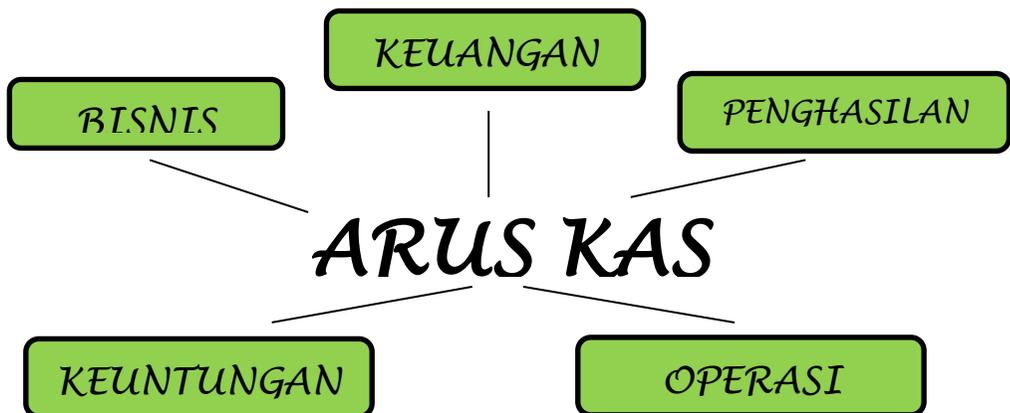 KEUANGAN
BISNIS
PENGHASILAN
ARUS KAS
KEUNTUNGAN
OPERASI